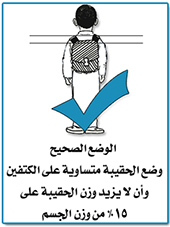 الوضع الصحيح
وضع الحقيبة متساوية على الكتفين
وأن لا يزيد وزن الحقيبة على
١٥٪ من وزن الجسم